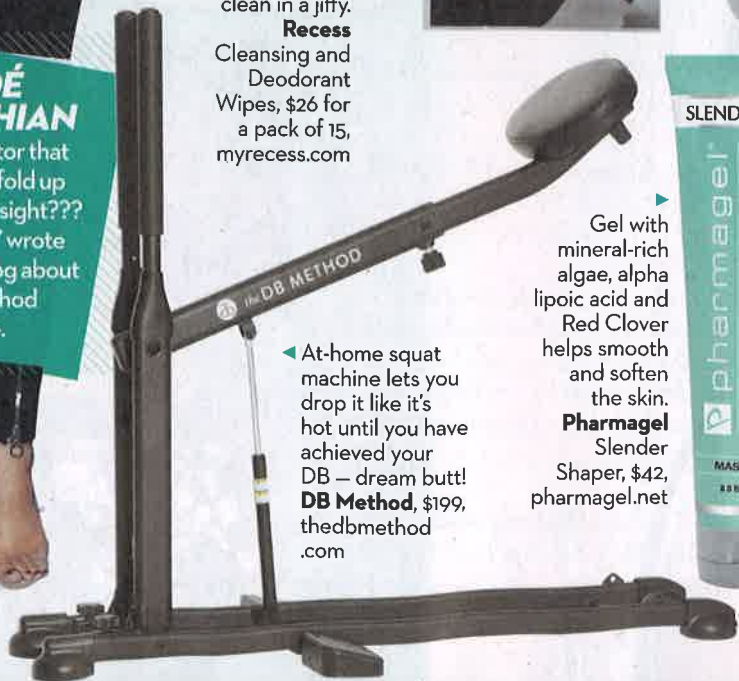 clean in a jiffy.
Recess
Cleansing and
Deodorant
Wipes, $26 for
a pack of 15,
myrecess.com
É
HIAN
tor that
fold up
sight???
wrote
og about
hod
the DB METHOD
◀ At-home squat
machine lets you
drop it like it's
hot until you have
achieved your
DB — dream butt!
DB Method, $199,
thedbmethod
.com
▶
Gel with
mineral-rich
algae, alpha
lipoic acid and
Red Clover
helps smooth
and soften
the skin.
Pharmagel
Slender
Shaper, $42,
pharmagel.net
SLEND
pharmagel
MAS